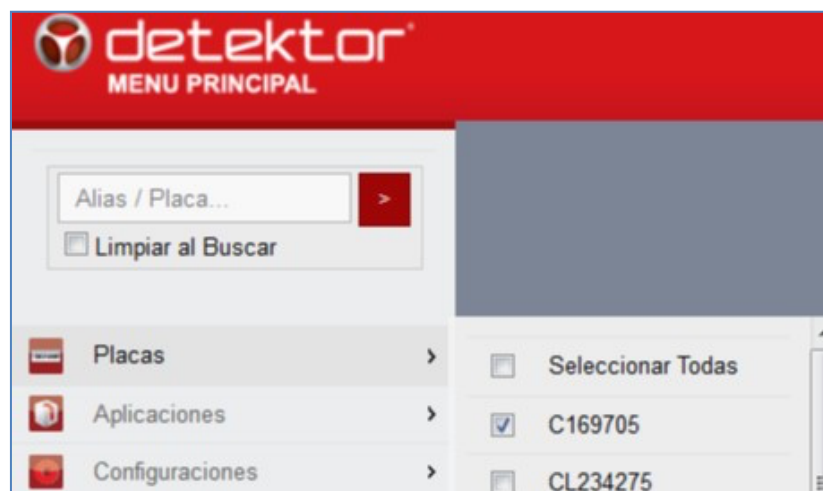 detektor
MENU PRINCIPAL
Alias / Placa...
>
Limpiar al Buscar
Placas
Aplicaciones
Configuraciones
Seleccionar Todas
C169705
CL234275